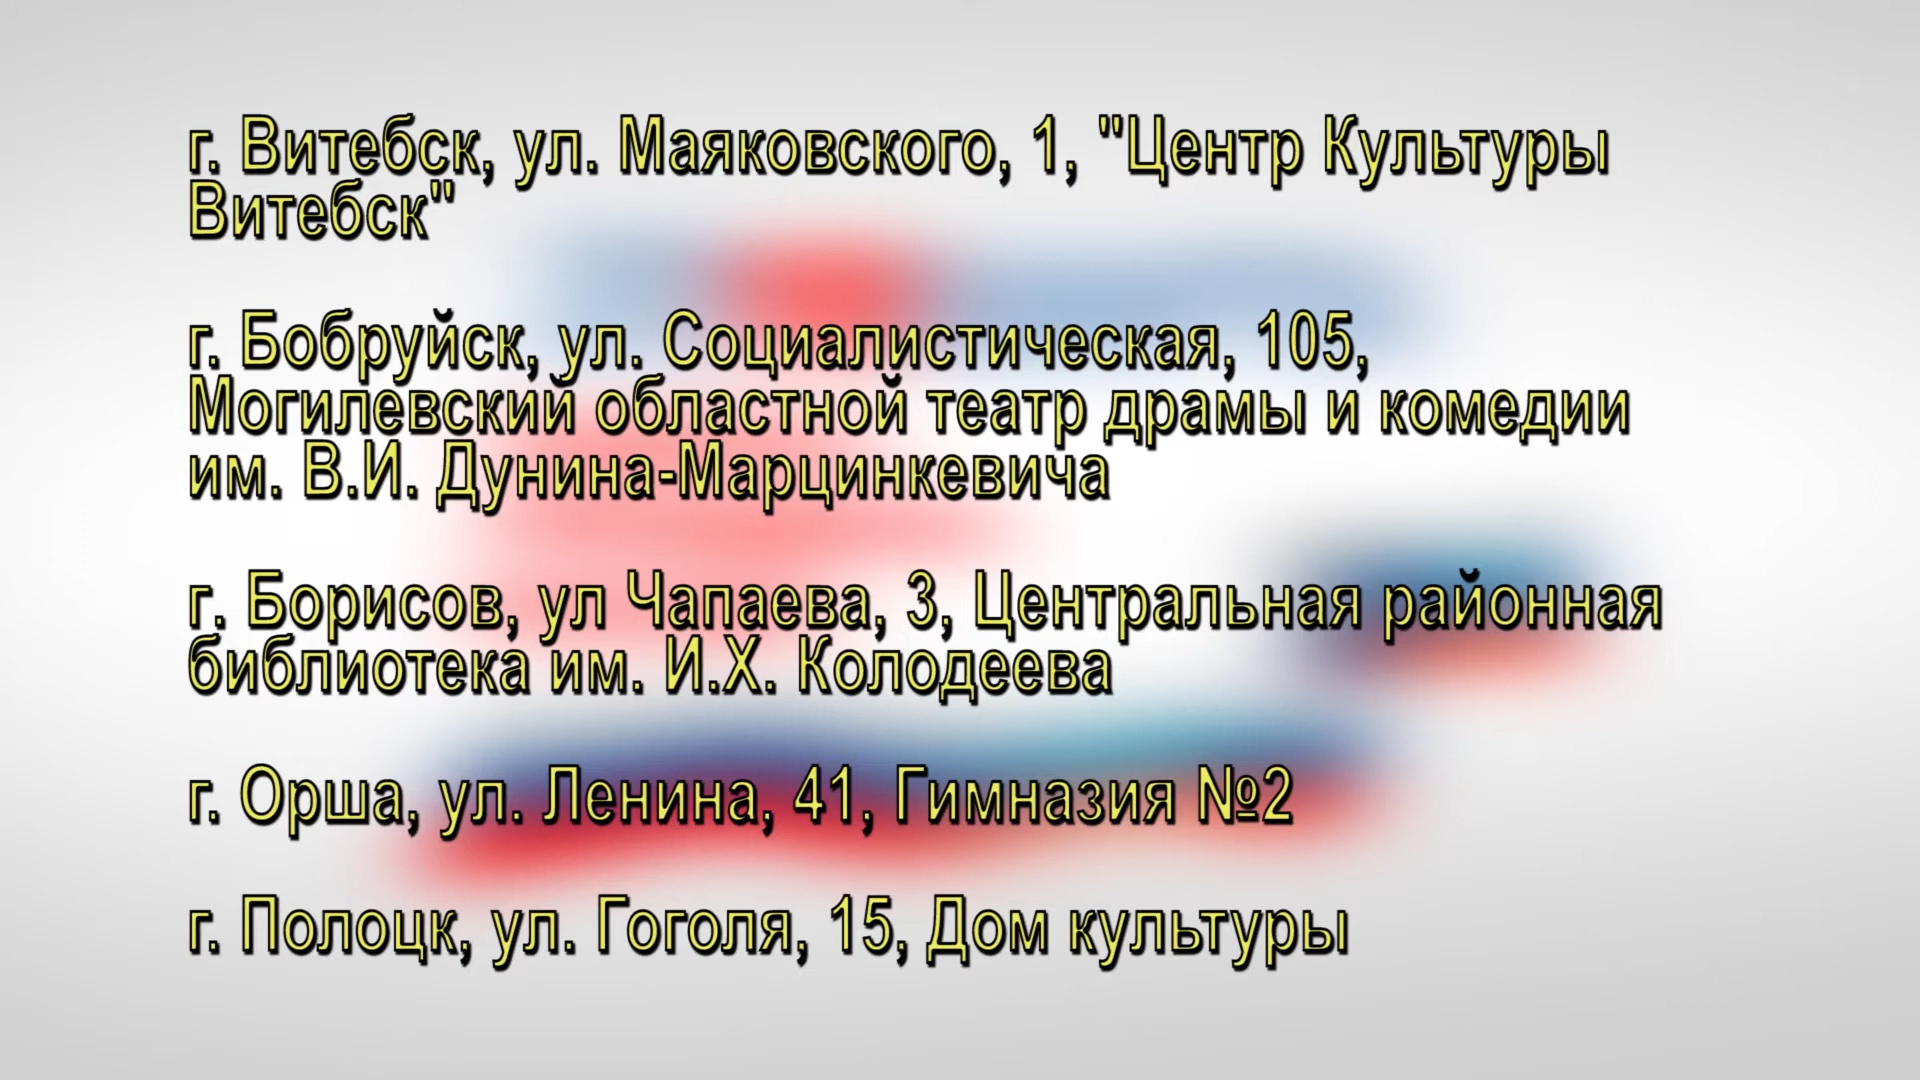 г. Витебск, ул. Маяковского, 1, "Центр Культуры
Витебск"
г. Бобруйск, ул. Социалистическая, 105,
Могилевский областной театр драмы и комедии
им. В.И. Дунина-Марцинкевича
г. Борисов, ул Чапаева, 3, Центральная районная
библиотека им. И.Х. Колодеева
г. Орша, ул. Ленина, 41, Гимназия №2
г. Полоцк, ул. Гоголя, 15, Дом культуры